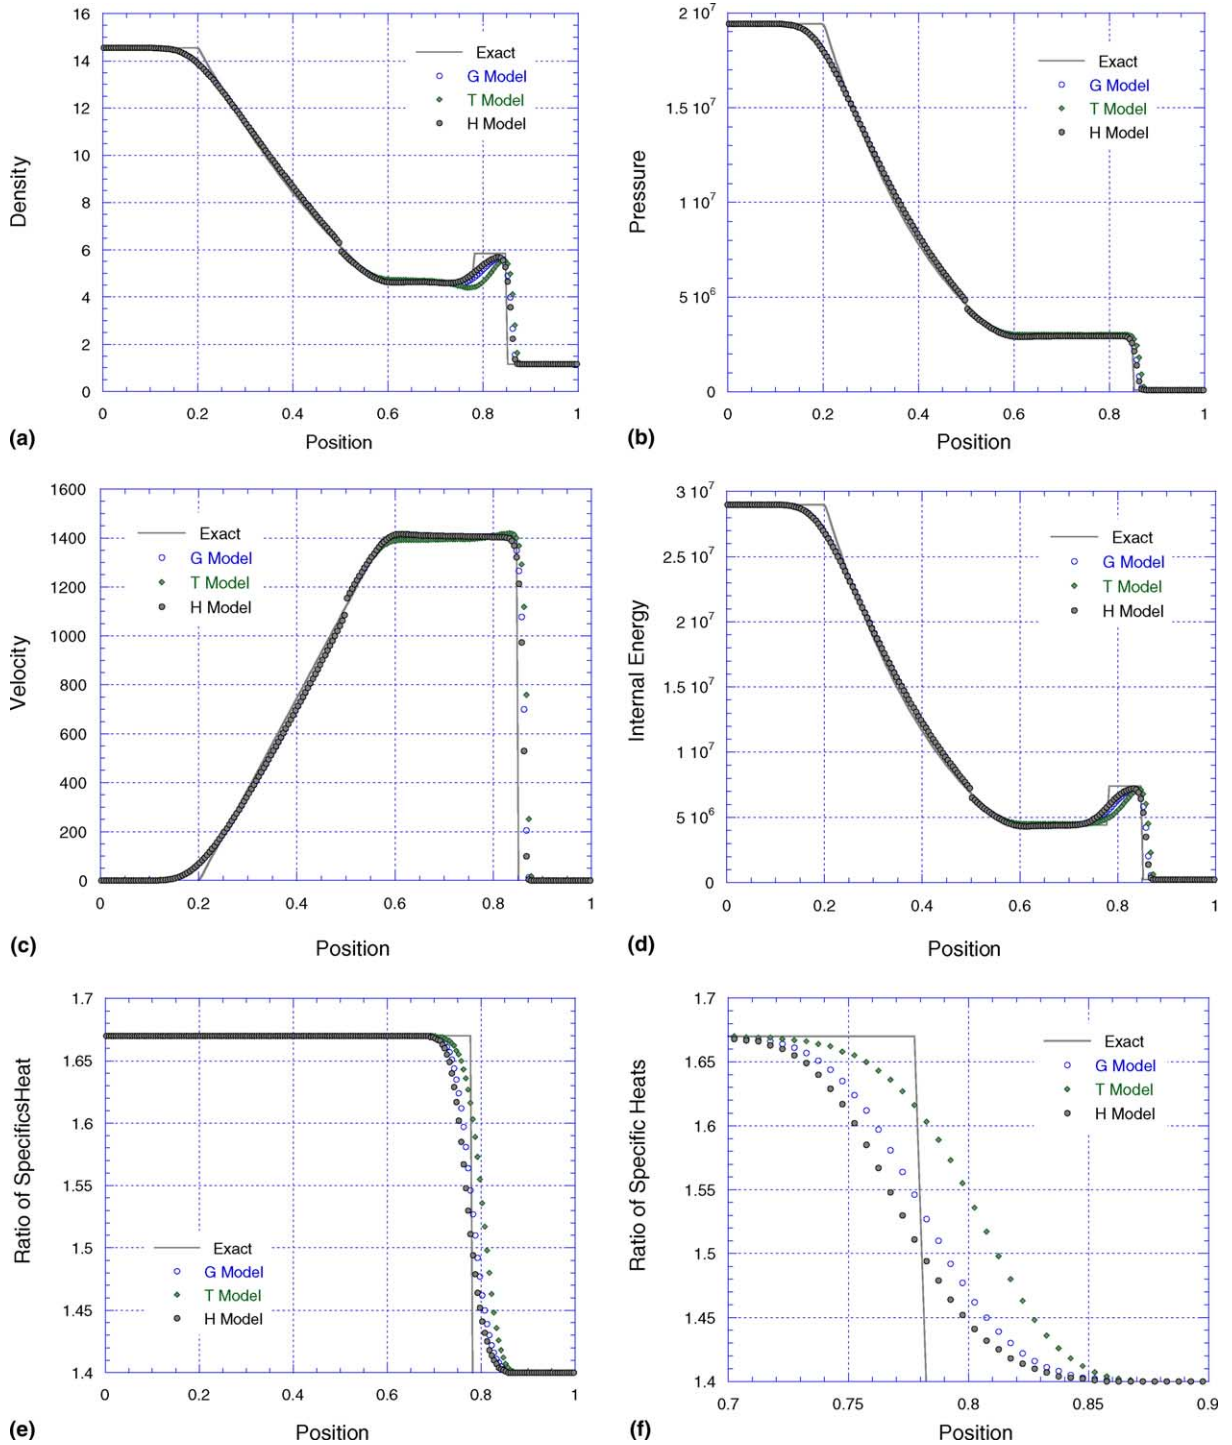 16
14
12
10
8
6
4
2
0
Density
Exact
G Model
T Model
H Model
0 0.2 0.4 0.6 0.8 1
(a) Position
2 10⁷
1.5 10⁷
1 10⁷
5 10⁶
0
Pressure
Exact
G Model
T Model
H Model
0 0.2 0.4 0.6 0.8 1
(b) Position
1600
1400
1200
1000
800
600
400
200
0
Velocity
Exact
G Model
T Model
H Model
0 0.2 0.4 0.6 0.8 1
(c) Position
3 10⁷
2.5 10⁷
2 10⁷
1.5 10⁷
1 10⁷
5 10⁶
0
Internal Energy
Exact
G Model
T Model
H Model
0 0.2 0.4 0.6 0.8 1
(d) Position
1.7
1.65
1.6
1.55
1.5
1.45
1.4
Ratio of SpecificsHeat
Exact
G Model
T Model
H Model
0 0.2 0.4 0.6 0.8 1
(e) Position
1.7
1.65
1.6
1.55
1.5
1.45
1.4
Ratio of Specific Heats
Exact
G Model
T Model
H Model
0.7 0.75 0.8 0.85 0.9
Position
(f)